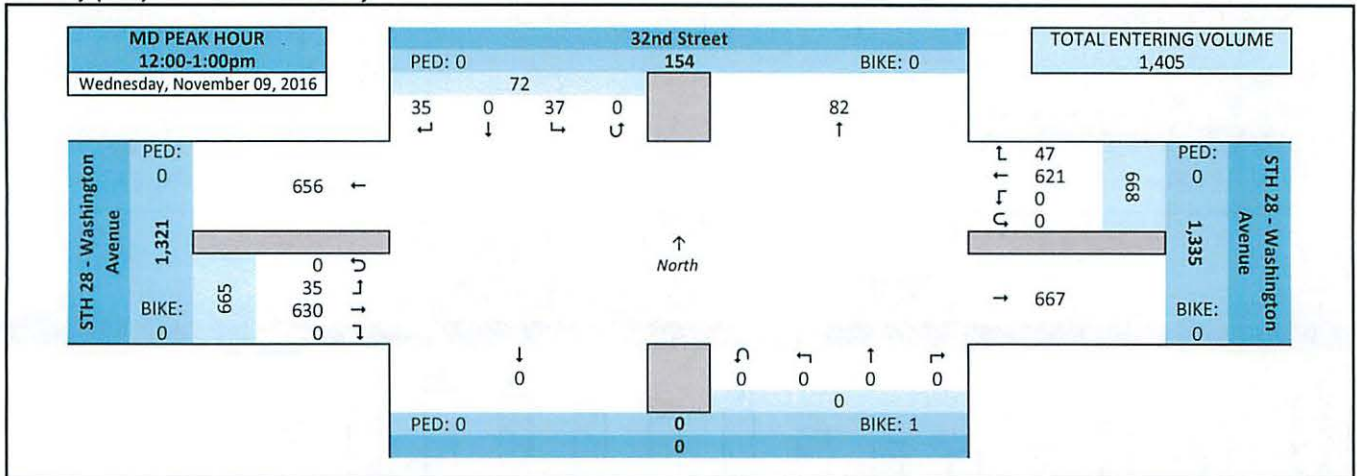 MD PEAK HOUR
12:00-1:00pm
Wednesday, November 09, 2016
32nd Street
PED: 0 154 BIKE: 0
72
35 0 37 0 82
↓ ↑
TOTAL ENTERING VOLUME
1,405
STH 28 - Washington
Avenue
PED:
0
1,321
BIKE:
0
665
656 ←
0
35
630 →
0
↑
North
47
← 621
0
0
668
→ 667
PED:
0
1,335
BIKE:
0
STH 28 - Washington
Avenue
↓ ↑
0 0 0 0 0
0
PED: 0 0 BIKE: 1
0